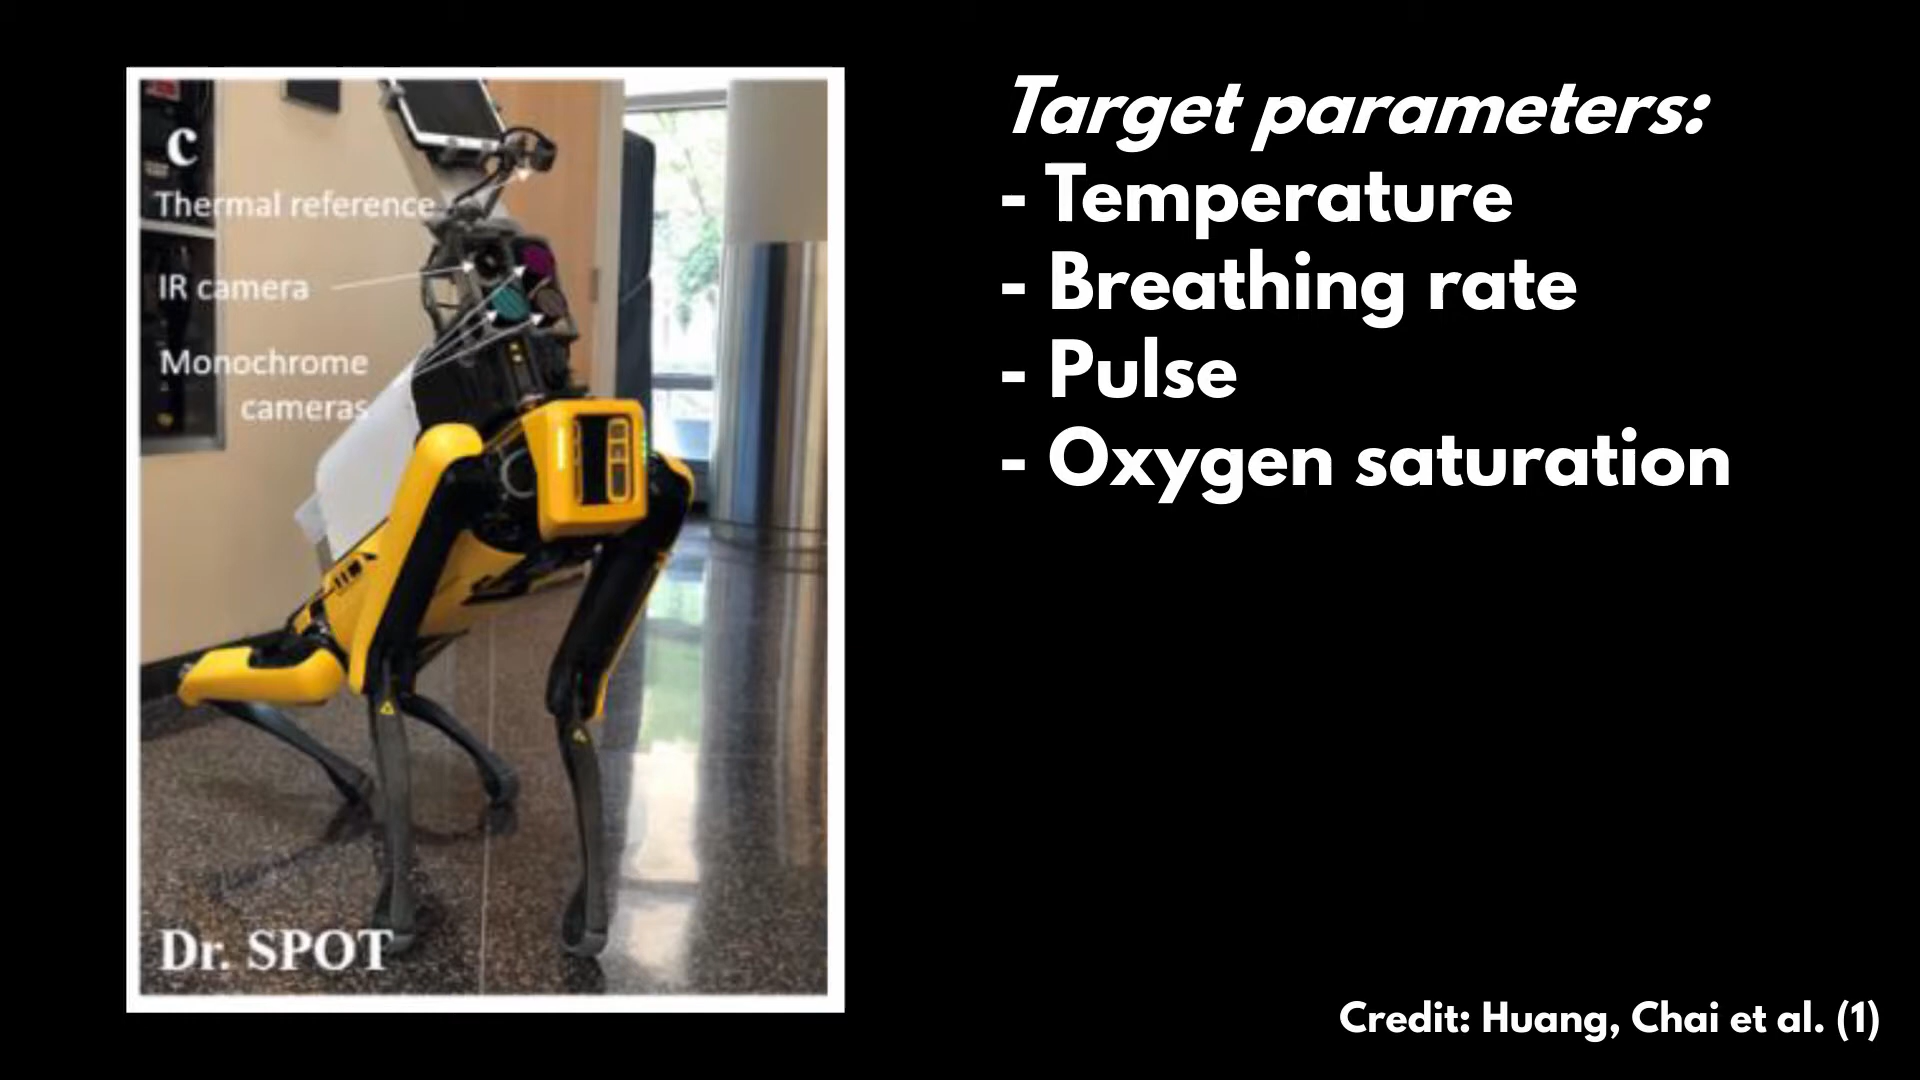 c
Thermal reference
IR camera
Monochrome
cameras
Dr. SPOT
Target parameters:
- Temperature
- Breathing rate
- Pulse
- Oxygen saturation
Credit: Huang, Chai et al. (1)